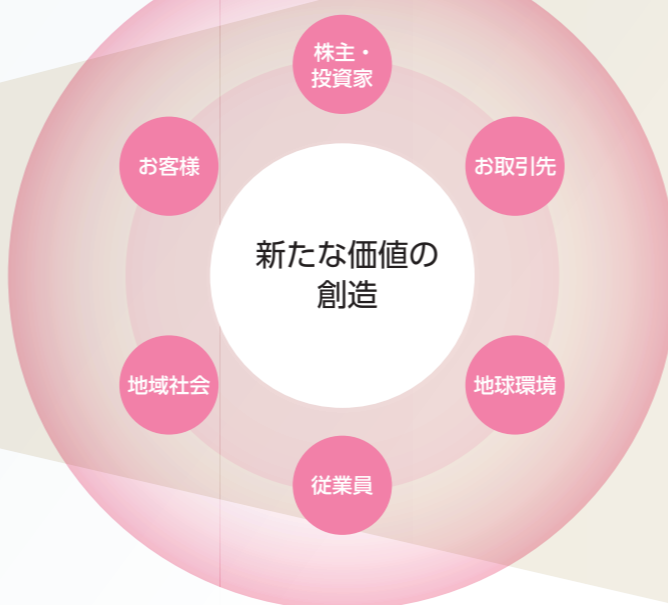 株主・
投資家
お客様
お取引先
新たな価値の
創造
地域社会
地球環境
従業員